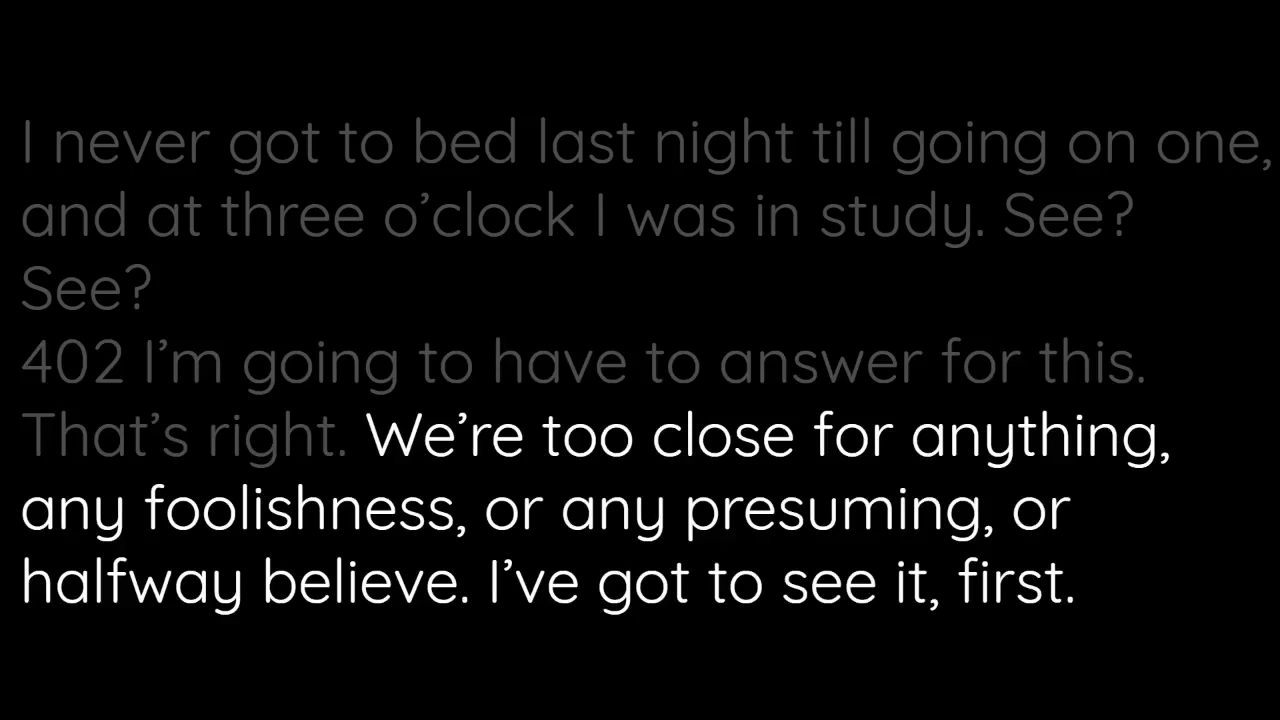 I never got to bed last night till going on one,
and at three o’clock I was in study. See?
See?
402 I’m going to have to answer for this.
That’s right. We’re too close for anything,
any foolishness, or any presuming, or
halfway believe. I’ve got to see it, first.